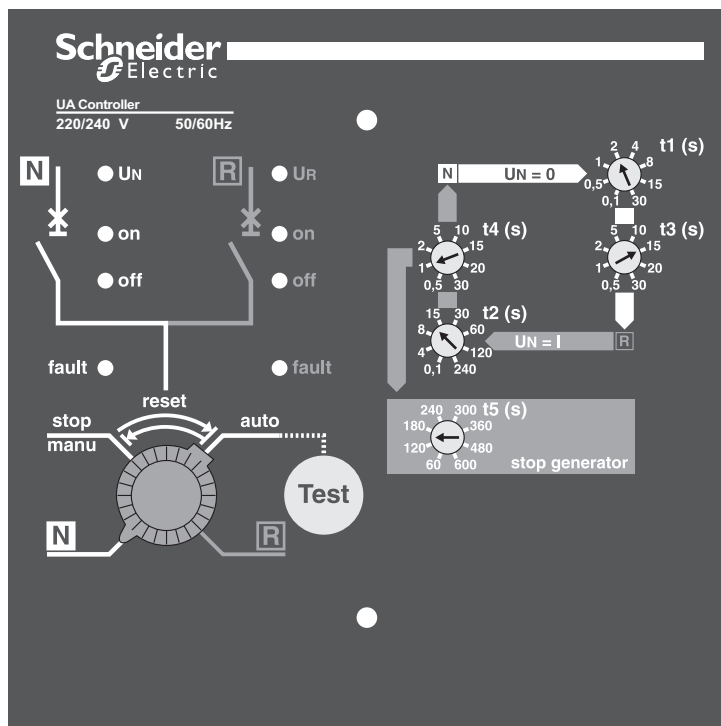 Schneider
Electric
UA Controller
220/240 V 50/60Hz
N UN R UR
on on
off off
fault fault
reset
stop auto
manu
Test
N R
t1 (s)
2 4
1 8
0,5 15
0,1 30
N UN = 0
t4 (s)
5 10
2 15
1 20
0,5 30
t3 (s)
5 10
2 15
1 20
0,5 30
t2 (s)
15 30
8 60
4 120
0,1 240
UN = I R
t5 (s)
240 300
180 360
120 480
60 600
stop generator